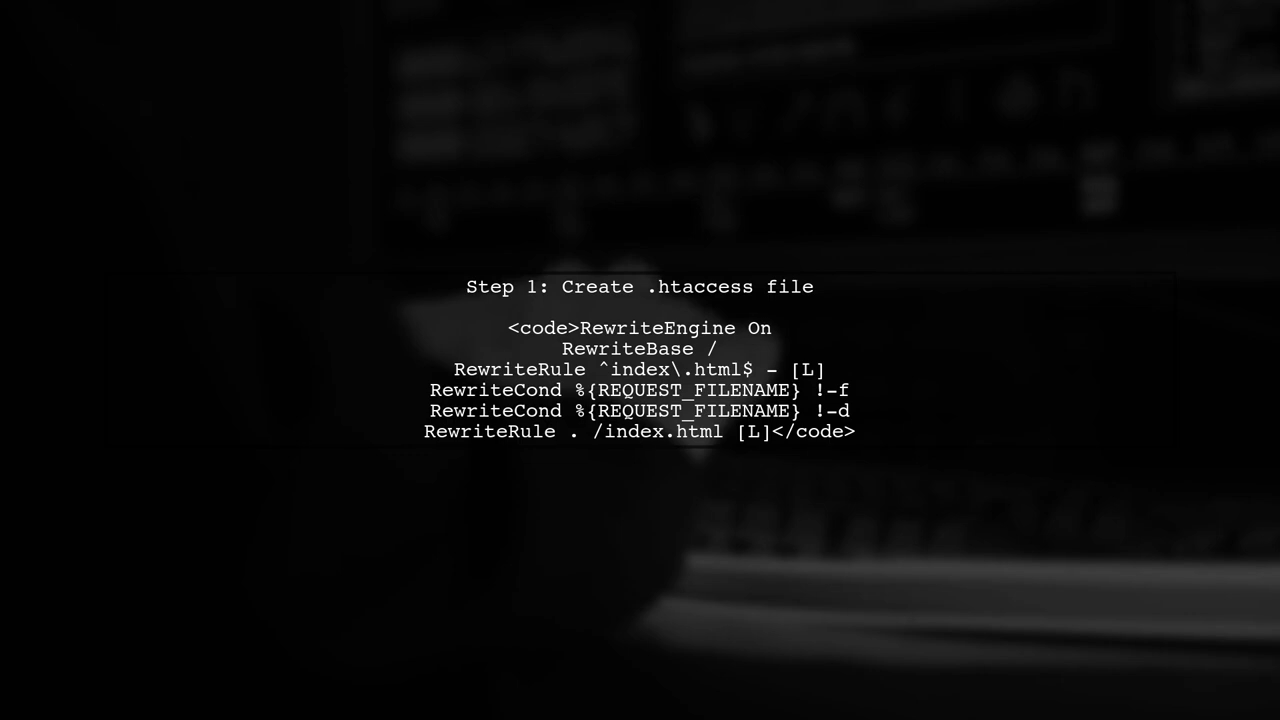 Step 1: Create .htaccess file
<code>RewriteEngine On
RewriteBase /
RewriteRule ^index\.html$ – [L]
RewriteCond %{REQUEST_FILENAME} !-f
RewriteCond %{REQUEST_FILENAME} !-d
RewriteRule . /index.html [L]</code>